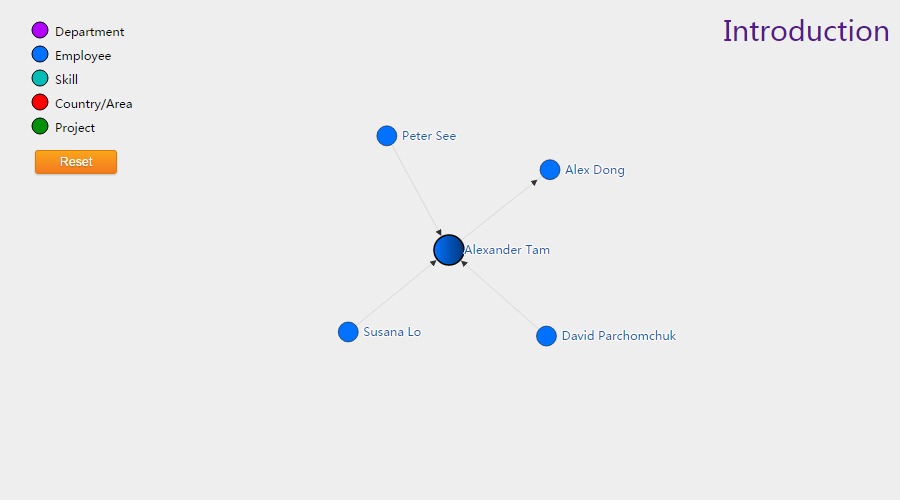 Introduction
Department
Employee
Skill
Country/Area
Project
Reset
Peter See
Alex Dong
Alexander Tam
Susana Lo
David Parchomchuk